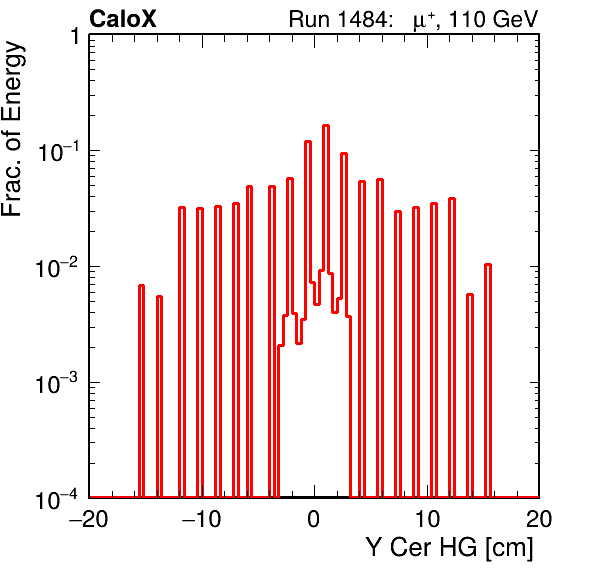 CaloX Run 1484: μ⁺, 110 GeV
Frac. of Energy
1
10⁻¹
10⁻²
10⁻³
10⁻⁴
−20 −10 0 10 20
Y Cer HG [cm]